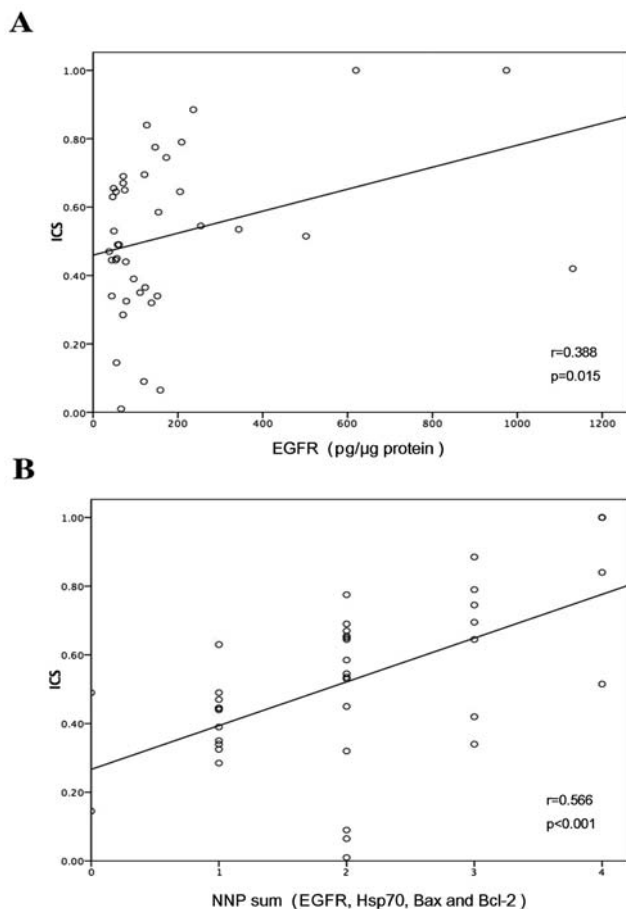 A
1.00
0.80
0.60
0.40
0.20
0.00
ICS
r=0.388
p=0.015
0 200 400 600 800 1000 1200
EGFR (pg/μg protein)
B
1.00
0.80
0.60
0.40
0.20
0.00
ICS
r=0.566
p<0.001
0 1 2 3 4
NNP sum (EGFR, Hsp70, Bax and Bcl-2)